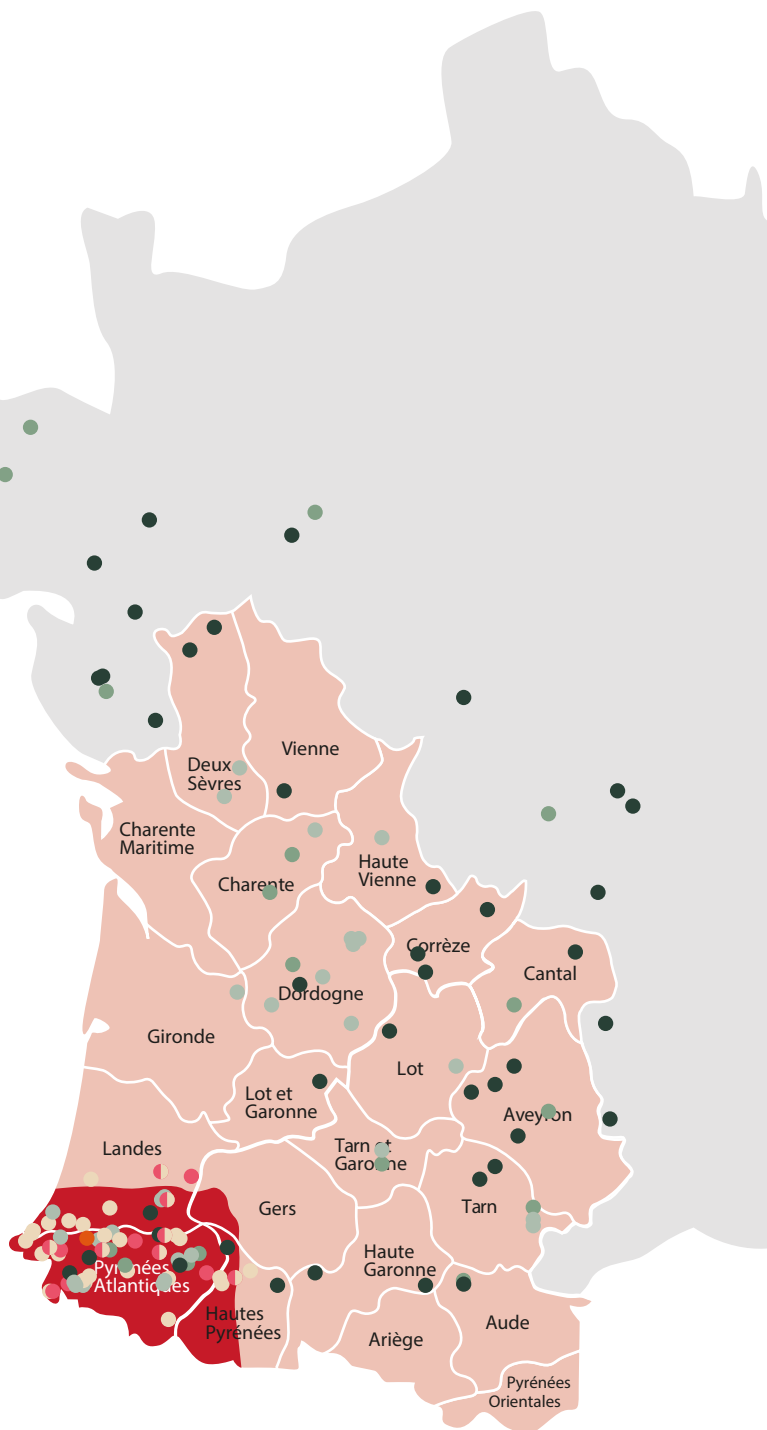 Vienne
Deux
Sèvres
Charente
Maritime
Haute
Vienne
Charente
Corrèze
Cantal
Dordogne
Gironde
Lot
Lot et
Garonne
Aveyron
Landes
Tarn et
Garonne
Gers
Tarn
Haute
Garonne
Pyrénées
Atlantiques
Hautes
Pyrénées
Aude
Ariège
Pyrénées
Orientales